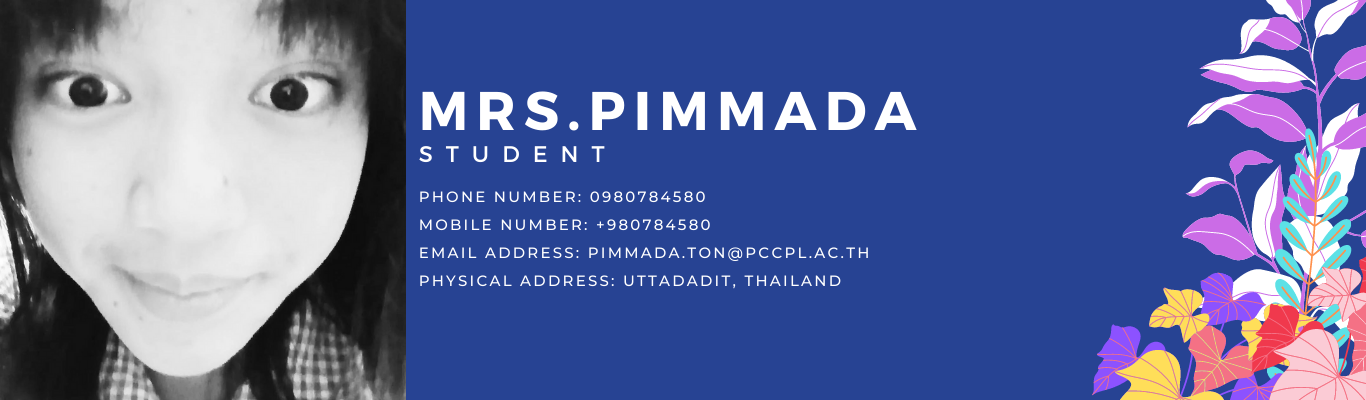 MRS.PIMMADA
STUDENT
PHONE NUMBER: 0980784580
MOBILE NUMBER: +980784580
EMAIL ADDRESS: PIMMADA.TON@PCCPL.AC.TH
PHYSICAL ADDRESS: UTTADADIT, THAILAND